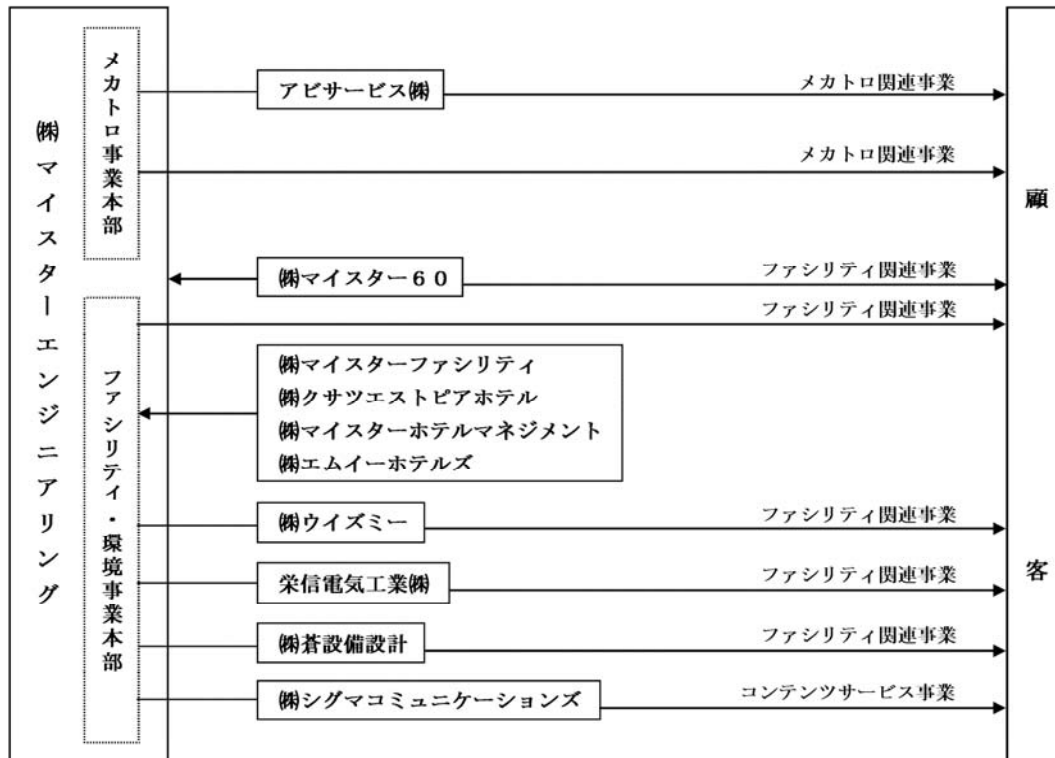 ㈱マイスターエンジニアリング
メカトロ事業本部
アビサービス㈱
メカトロ関連事業
メカトロ関連事業
㈱マイスター60
ファシリティ関連事業
ファシリティ関連事業
ファシリティ・環境事業本部
㈱マイスターファシリティ
㈱クサツエストピアホテル
㈱マイスターホテルマネジメント
㈱エムイーホテルズ
㈱ウイズミー
ファシリティ関連事業
栄信電気工業㈱
ファシリティ関連事業
㈱蒼設備設計
ファシリティ関連事業
㈱シグマコミュニケーションズ
コンテンツサービス事業
顧客